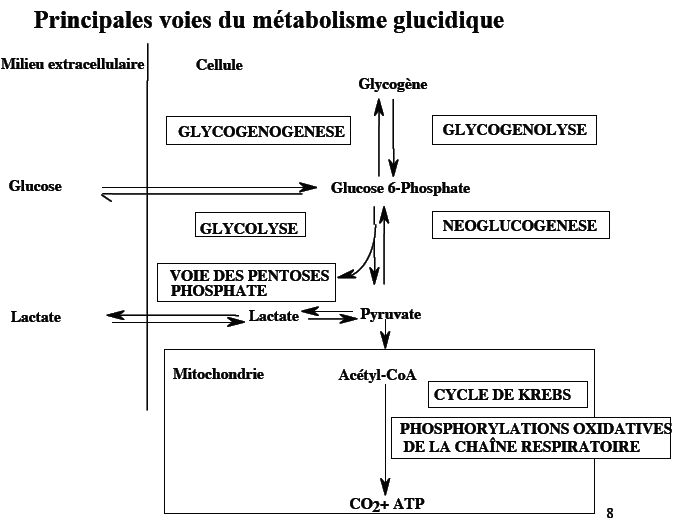 Principales voies du métabolisme glucidique
Milieu extracellulaire
Cellule
Glycogène
GLYCOGENOGENESE
GLYCOGENOLYSE
Glucose
Glucose 6-Phosphate
GLYCOLYSE
NEOGLUCOGENESE
VOIE DES PENTOSES
PHOSPHATE
Lactate
Lactate
Pyruvate
Mitochondrie
Acétyl-CoA
CYCLE DE KREBS
PHOSPHORYLATIONS OXIDATIVES
DE LA CHAÎNE RESPIRATOIRE
CO2+ ATP
8